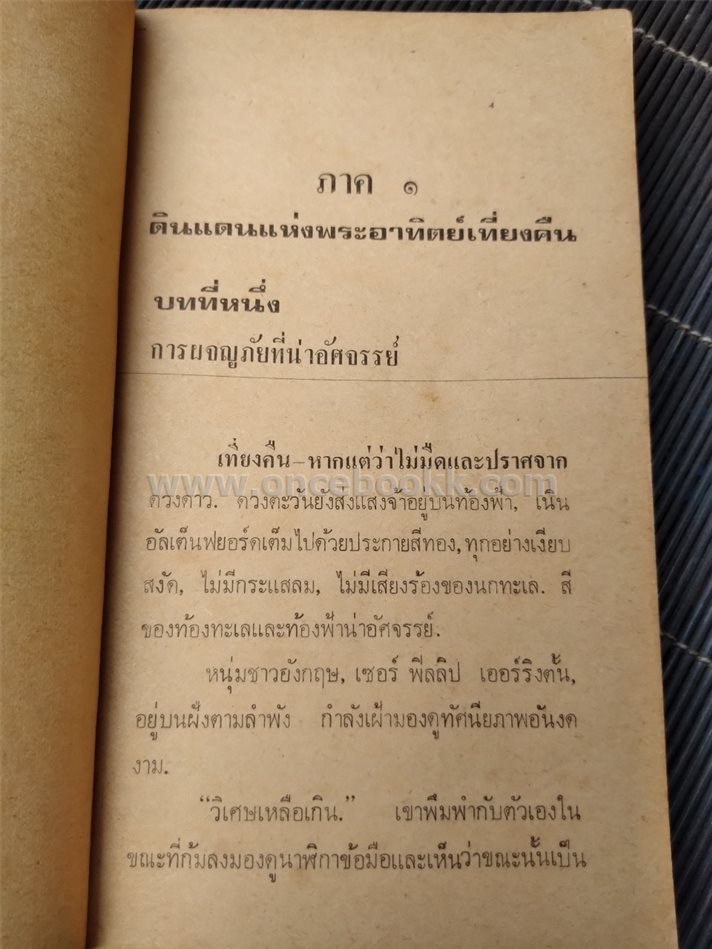 ภาค ๑
ดินแดนแห่งพระอาทิตย์เที่ยงคืน
บทที่หนึ่ง
การผจญภัยที่น่าอัศจรรย์
เที่ยงคืน–หากแต่ว่าไม่มืดและปราศจาก
www.oncebookk.com
ดวงดาว. ดวงตะวันยังส่งแสงจ้าอยู่บนท้องฟ้า, เนิน
อัลเต็นฟยอร์ดเต็มไปด้วยประกายสีทอง,ทุกอย่างเงียบ
สงัด, ไม่มีกระแสลม, ไม่มีเสียงร้องของนกทะเล. สี
ของท้องทะเลและท้องฟ้าน่าอัศจรรย์.
หนุ่มชาวอังกฤษ, เซอร์ ฟิลลิป เออร์ริงตั้น,
อยู่บนฝั่งตามลำพัง กำลังเฝ้ามองดูทัศนียภาพอันงด
งาม.
“วิเศษเหลือเกิน.” เขาพึมพำกับตัวเองใน
ขณะที่ก้มลงมองดูนาฬิกาข้อมือและเห็นว่าขณะนั้นเป็น